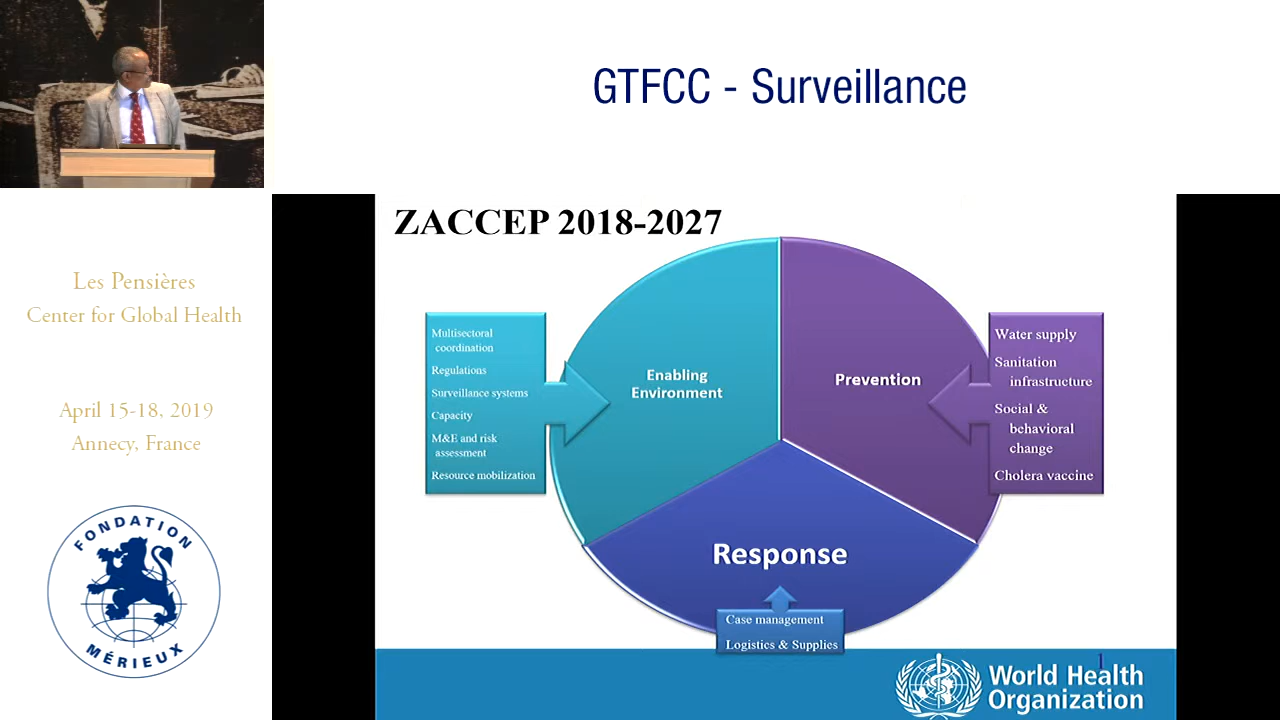 GTFCC - Surveillance
Les Pensières
Center for Global Health
April 15-18, 2019
Annecy, France
FONDATION
MÉRIEUX
ZACCEP 2018-2027
Multisectoral
coordination
Regulations
Surveillance systems
Capacity
M&E and risk
assessment
Resource mobilization
Enabling
Environment
Prevention
Water supply
Sanitation
infrastructure
Social &
behavioral
change
Cholera vaccine
Response
Case management
Logistics & Supplies
1
World Health
Organization